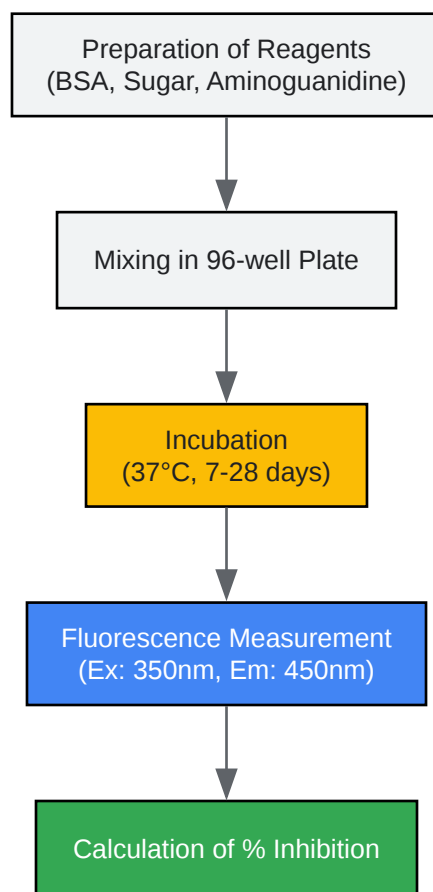 Preparation of Reagents
(BSA, Sugar, Aminoguanidine)
Mixing in 96-well Plate
Incubation
(37°C, 7-28 days)
Fluorescence Measurement
(Ex: 350nm, Em: 450nm)
Calculation of % Inhibition